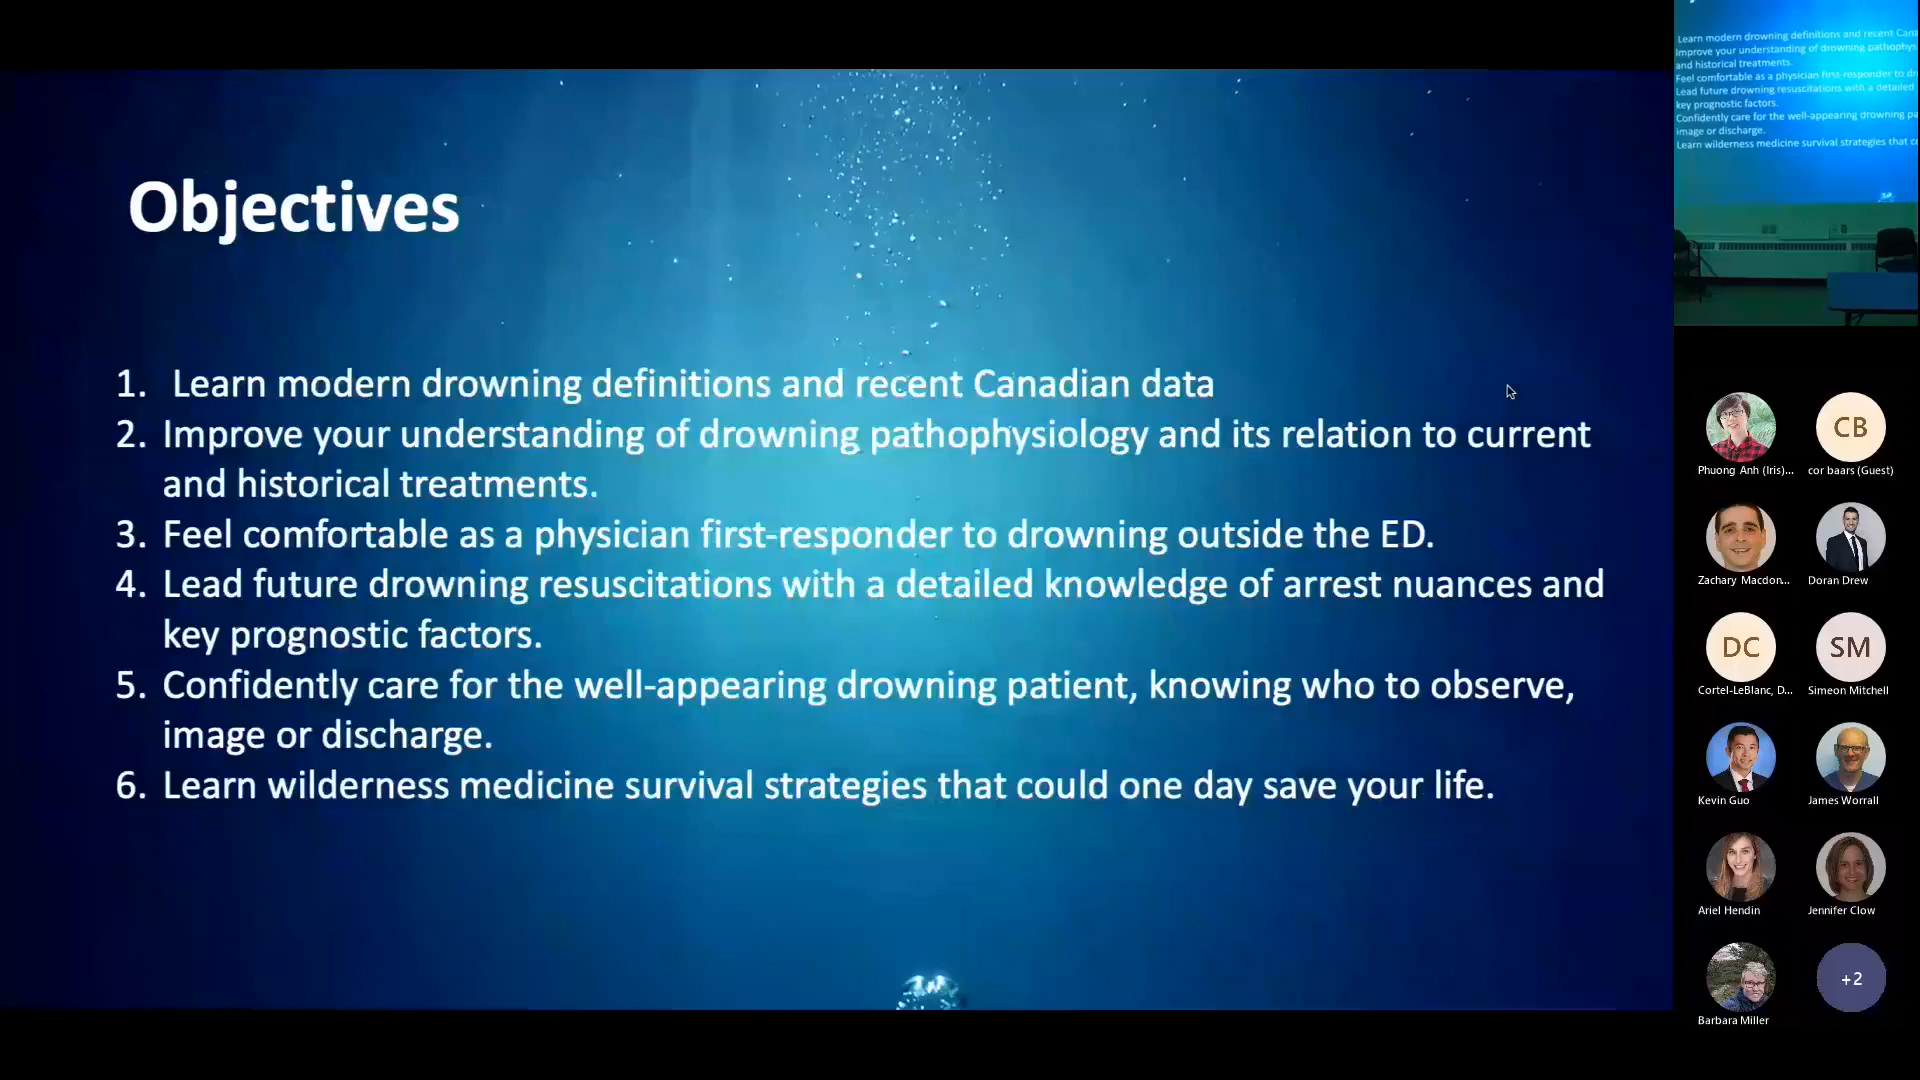 Objectives
1. Learn modern drowning definitions and recent Canadian data
2. Improve your understanding of drowning pathophysiology and its relation to current
and historical treatments.
3. Feel comfortable as a physician first-responder to drowning outside the ED.
4. Lead future drowning resuscitations with a detailed knowledge of arrest nuances and
key prognostic factors.
5. Confidently care for the well-appearing drowning patient, knowing who to observe,
image or discharge.
6. Learn wilderness medicine survival strategies that could one day save your life.
Learn modern drowning definitions and recent Cana
Improve your understanding of drowning pathophys
and historical treatments.
Feel comfortable as a physician first-responder to dr
Lead future drowning resuscitations with a detailed
key prognostic factors.
Confidently care for the well-appearing drowning pa
image or discharge.
Learn wilderness medicine survival strategies that c
CB
Phuong Anh (Iris)... cor baars (Guest)
Zachary Macdon... Doran Drew
DC SM
Cortel-LeBlanc, D... Simeon Mitchell
Kevin Guo James Worrall
Ariel Hendin Jennifer Clow
+2
Barbara Miller